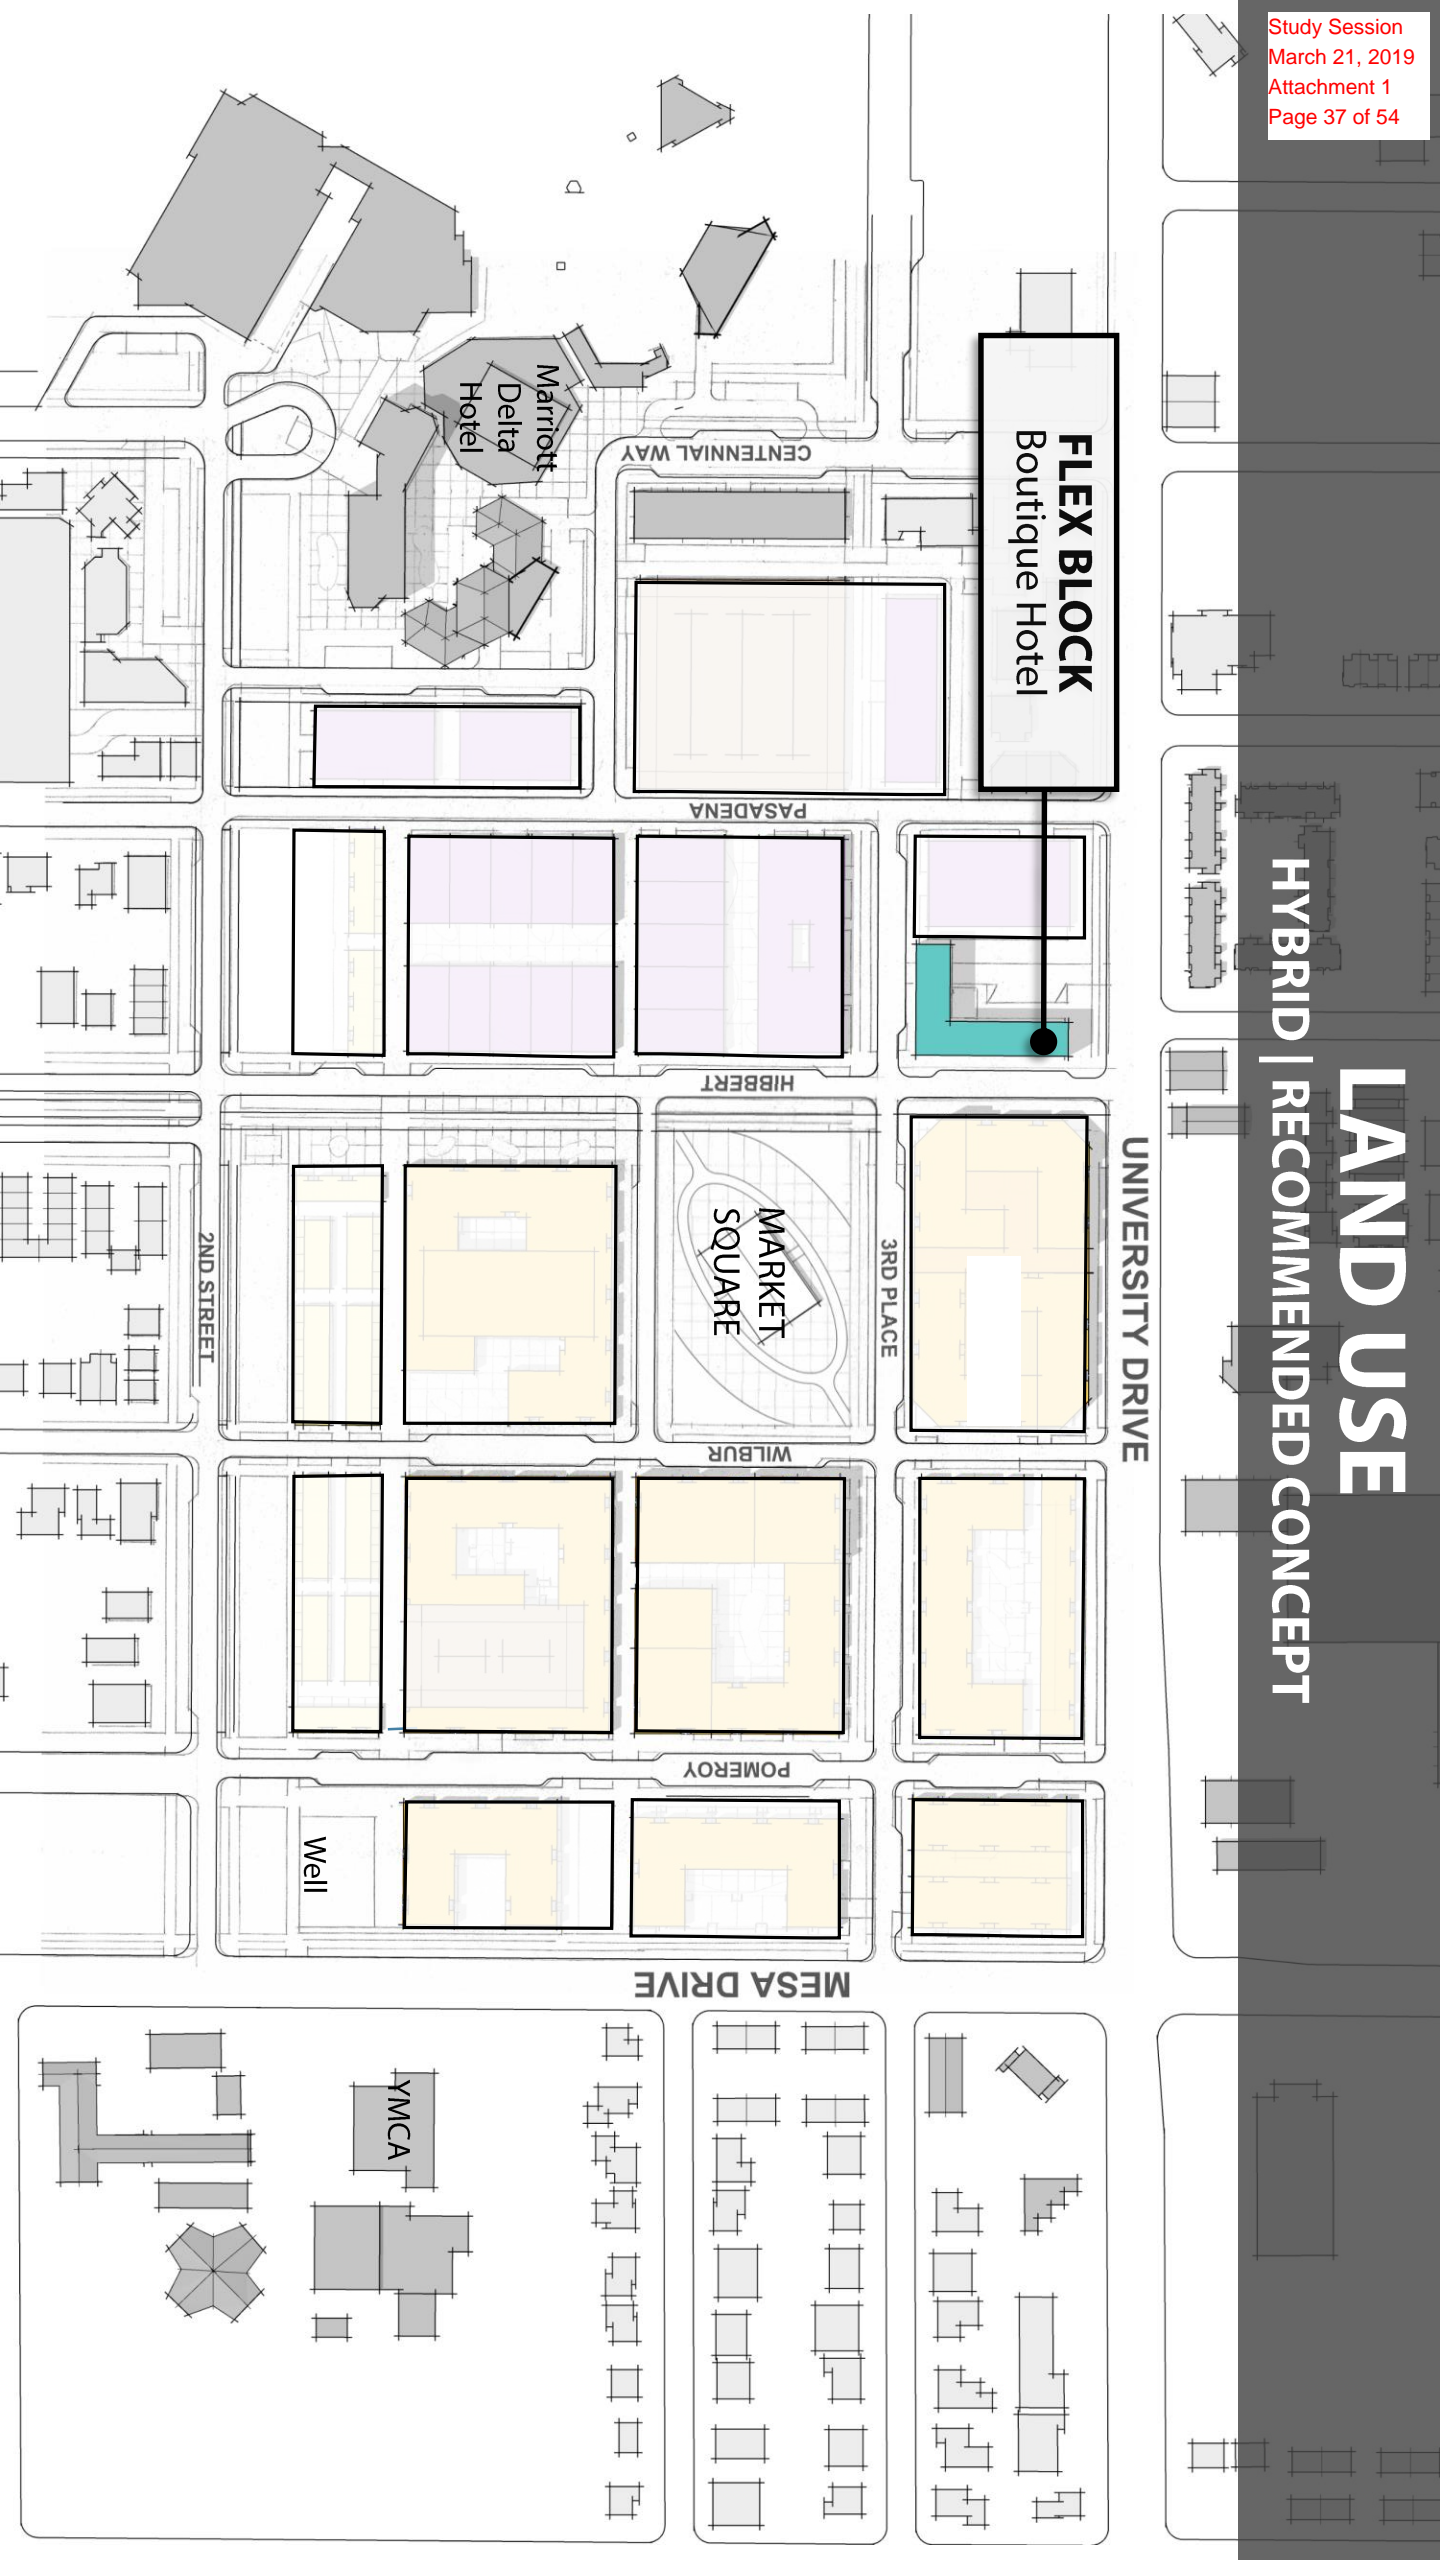 Study Session
March 21, 2019
Attachment 1
Page 37 of 54
LAND USE
HYBRID | RECOMMENDED CONCEPT
FLEX BLOCK
Boutique Hotel
UNIVERSITY DRIVE
3RD PLACE
2ND STREET
CENTENNIAL WAY
PASADENA
HIBBERT
WILBUR
POMEROY
MESA DRIVE
Marriott
Delta
Hotel
MARKET
SQUARE
Well
YMCA